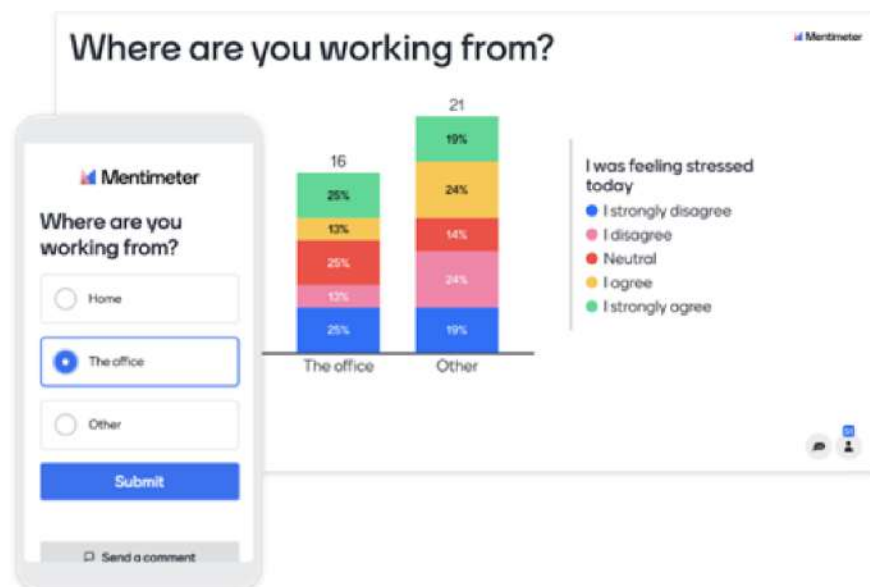 Where are you working from?
Mentimeter
Mentimeter
Where are you
working from?
Home
The office
Other
Submit
Send a comment
16
25%
13%
25%
13%
25%
The office
21
19%
24%
14%
24%
19%
Other
I was feeling stressed
today
I strongly disagree
I disagree
Neutral
I agree
I strongly agree